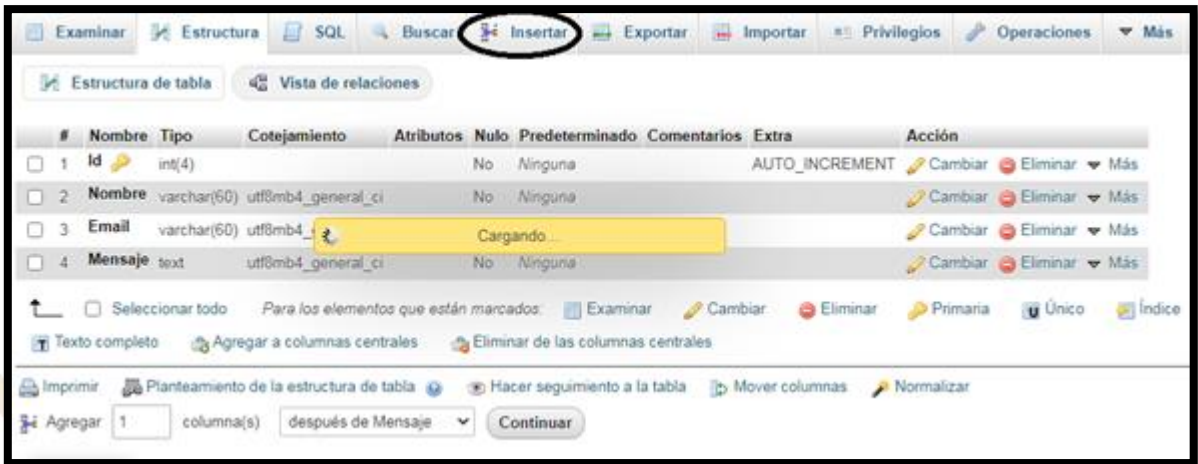 Examinar Estructura SQL Buscar Insertar Exportar Importar Privilegios Operaciones Más
Estructura de tabla Vista de relaciones
# Nombre Tipo Cotejamiento Atributos Nulo Predeterminado Comentarios Extra Acción
1 Id int(4) No Ninguna AUTO_INCREMENT Cambiar Eliminar Más
2 Nombre varchar(60) utf8mb4_general_ci No Ninguna Cambiar Eliminar Más
3 Email varchar(60) utf8mb4_ Cambiar Eliminar Más
Cargando...
4 Mensaje text utf8mb4_general_ci No Ninguna Cambiar Eliminar Más
Seleccionar todo Para los elementos que están marcados: Examinar Cambiar Eliminar Primaria Único Índice
Texto completo Agregar a columnas centrales Eliminar de las columnas centrales
Imprimir Planteamiento de la estructura de tabla Hacer seguimiento a la tabla Mover columnas Normalizar
Agregar 1 columna(s) después de Mensaje Continuar